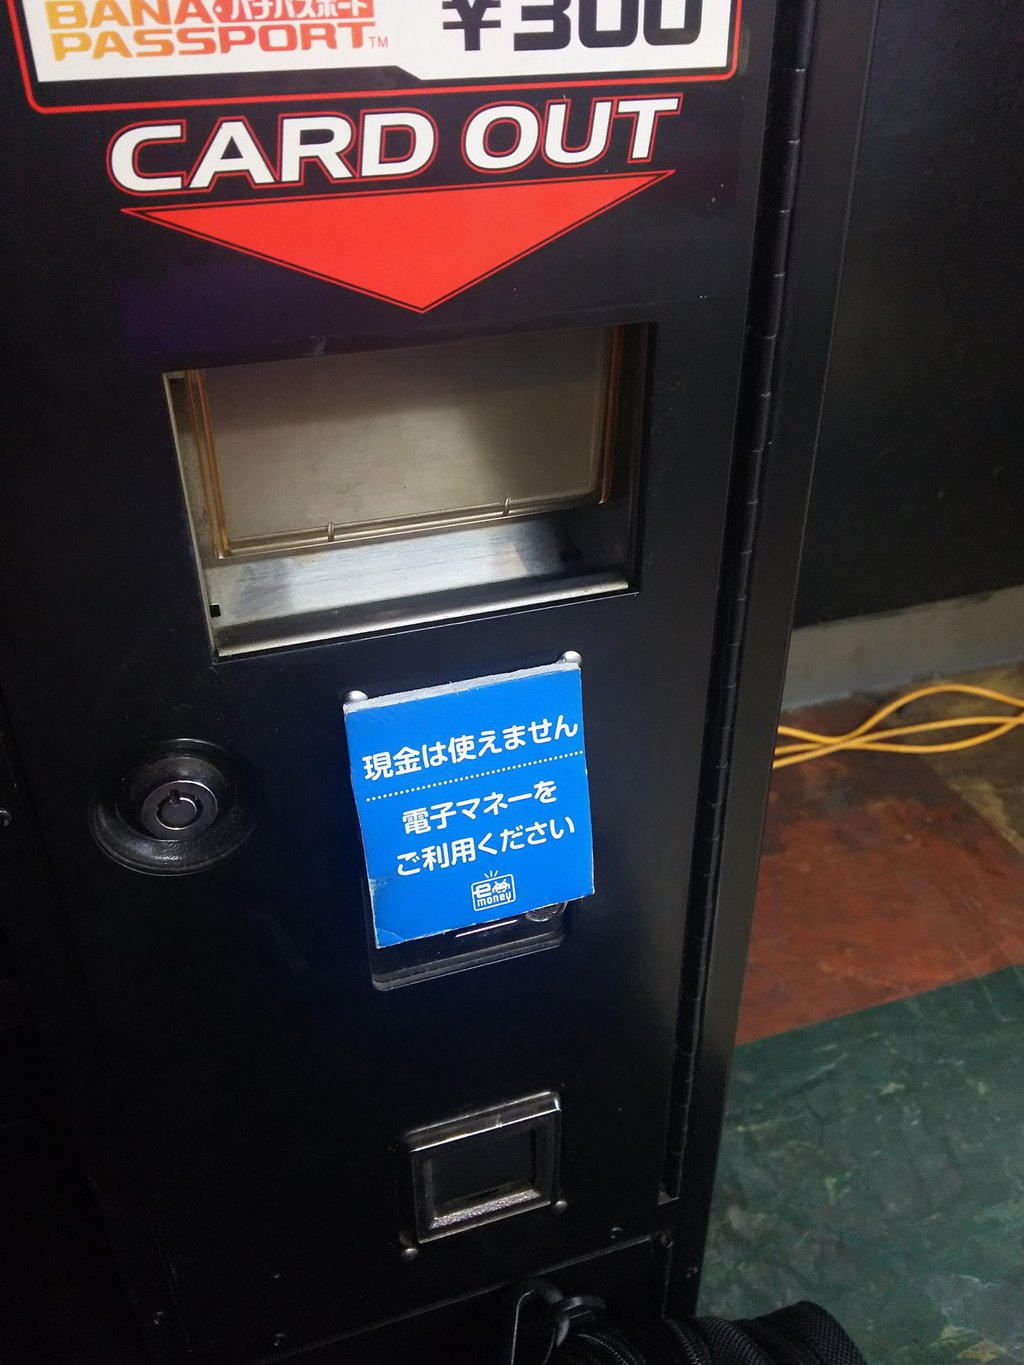 BANA バナパスポート
PASSPORT™ ¥300
CARD OUT
現金は使えません
電子マネーを
ご利用ください
e
money